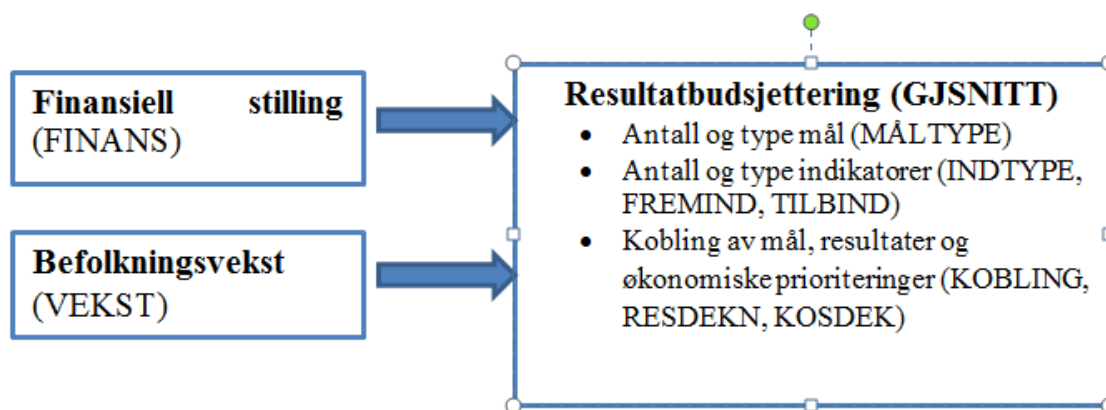 Finansiell stilling
(FINANS)
Befolkningsvekst
(VEKST)
Resultatbudsjettering (GJSNITT)
• Antall og type mål (MÅLTYPE)
• Antall og type indikatorer (INDTYPE,
FREMIND, TILBIND)
• Kobling av mål, resultater og
økonomiske prioriteringer (KOBLING,
RESDEKN, KOSDEK)